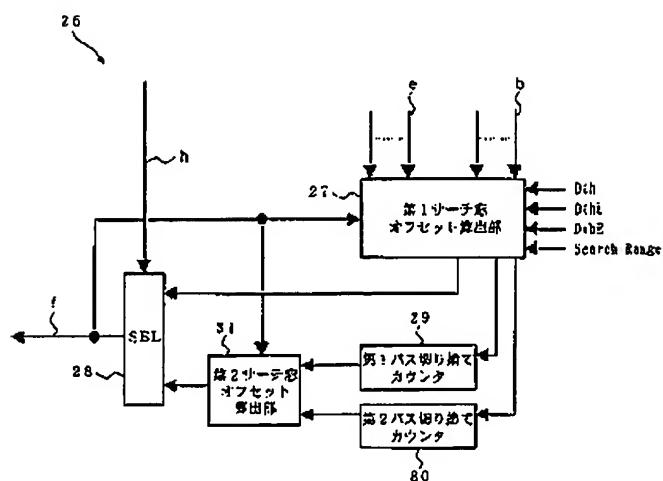 26
e
b
h
27
第1サーチ窓
オフセット算出部
Dth
Dth1
Dth2
Search Range
f
SEL
28
31
第2サーチ窓
オフセット
算出部
29
第1パス切り捨て
カウンタ
第2パス切り捨て
カウンタ
30